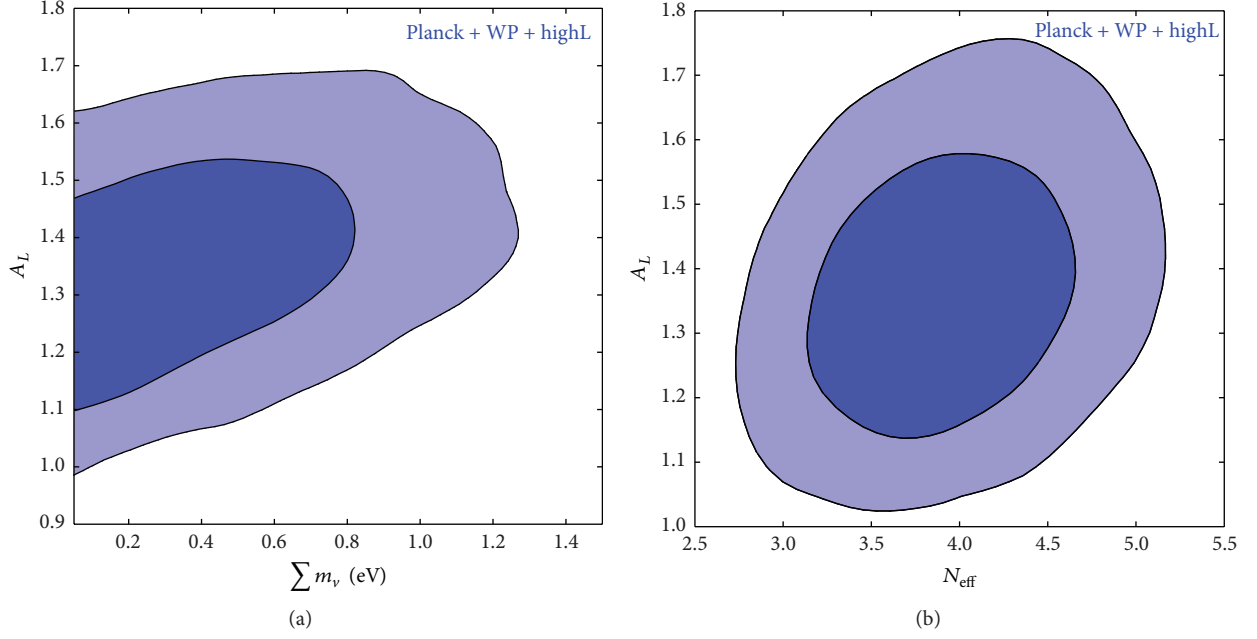 Planck + WP + highL
1.8
1.7
1.6
1.5
1.4
1.3
1.2
1.1
1.0
0.9
A_L
0.2 0.4 0.6 0.8 1.0 1.2 1.4
∑ m_ν (eV)
(a)
Planck + WP + highL
1.8
1.7
1.6
1.5
1.4
1.3
1.2
1.1
1.0
A_L
2.5 3.0 3.5 4.0 4.5 5.0 5.5
N_eff
(b)